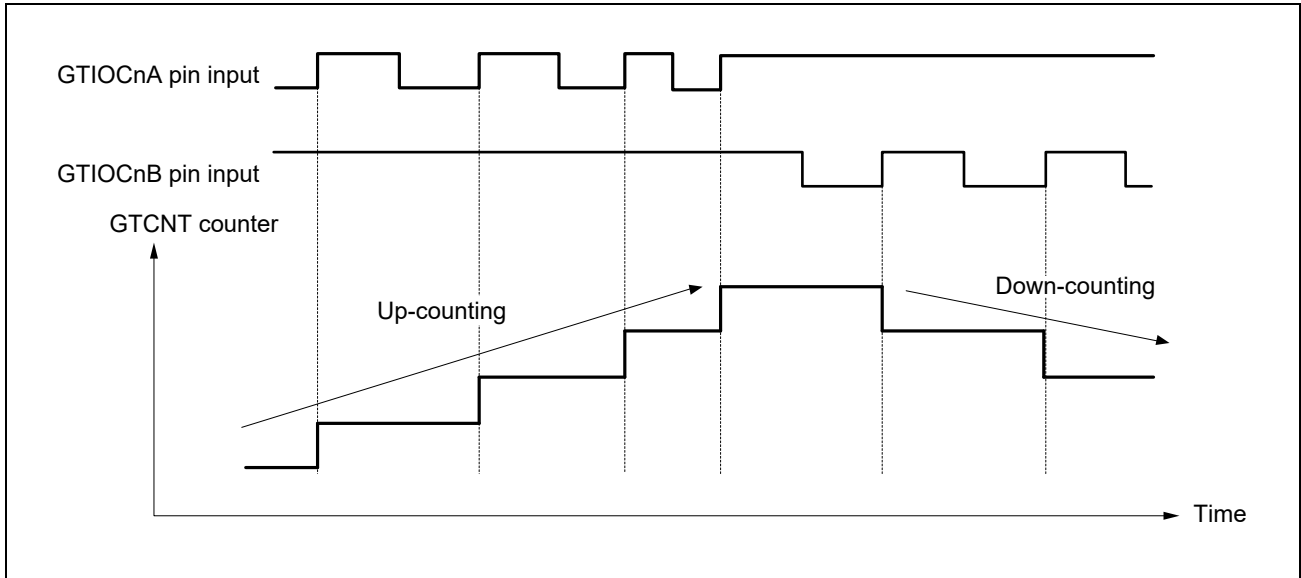 GTIOCnA pin input
GTIOCnB pin input
GTCNT counter
Up-counting
Down-counting
Time